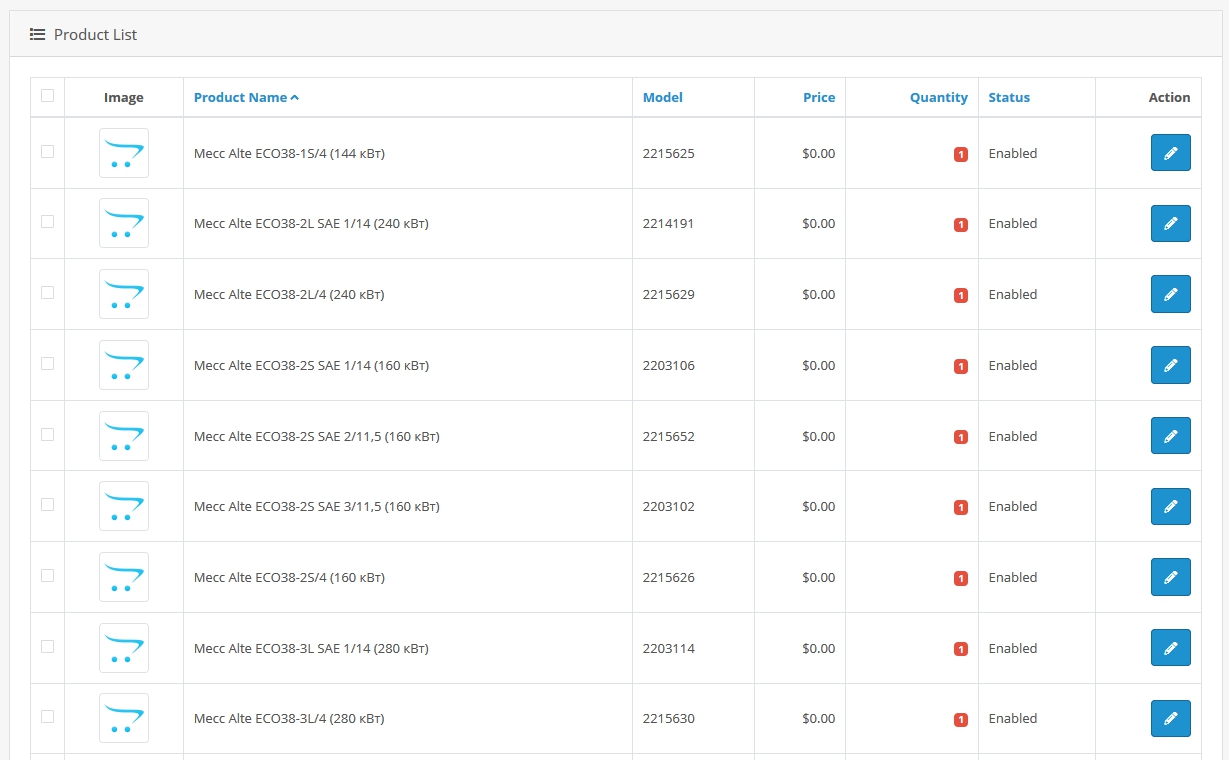 Product List
Image Product Name Model Price Quantity Status Action
Mecc Alte ECO38-1S/4 (144 кВт) 2215625 $0.00 1 Enabled
Mecc Alte ECO38-2L SAE 1/14 (240 кВт) 2214191 $0.00 1 Enabled
Mecc Alte ECO38-2L/4 (240 кВт) 2215629 $0.00 1 Enabled
Mecc Alte ECO38-2S SAE 1/14 (160 кВт) 2203106 $0.00 1 Enabled
Mecc Alte ECO38-2S SAE 2/11,5 (160 кВт) 2215652 $0.00 1 Enabled
Mecc Alte ECO38-2S SAE 3/11,5 (160 кВт) 2203102 $0.00 1 Enabled
Mecc Alte ECO38-2S/4 (160 кВт) 2215626 $0.00 1 Enabled
Mecc Alte ECO38-3L SAE 1/14 (280 кВт) 2203114 $0.00 1 Enabled
Mecc Alte ECO38-3L/4 (280 кВт) 2215630 $0.00 1 Enabled